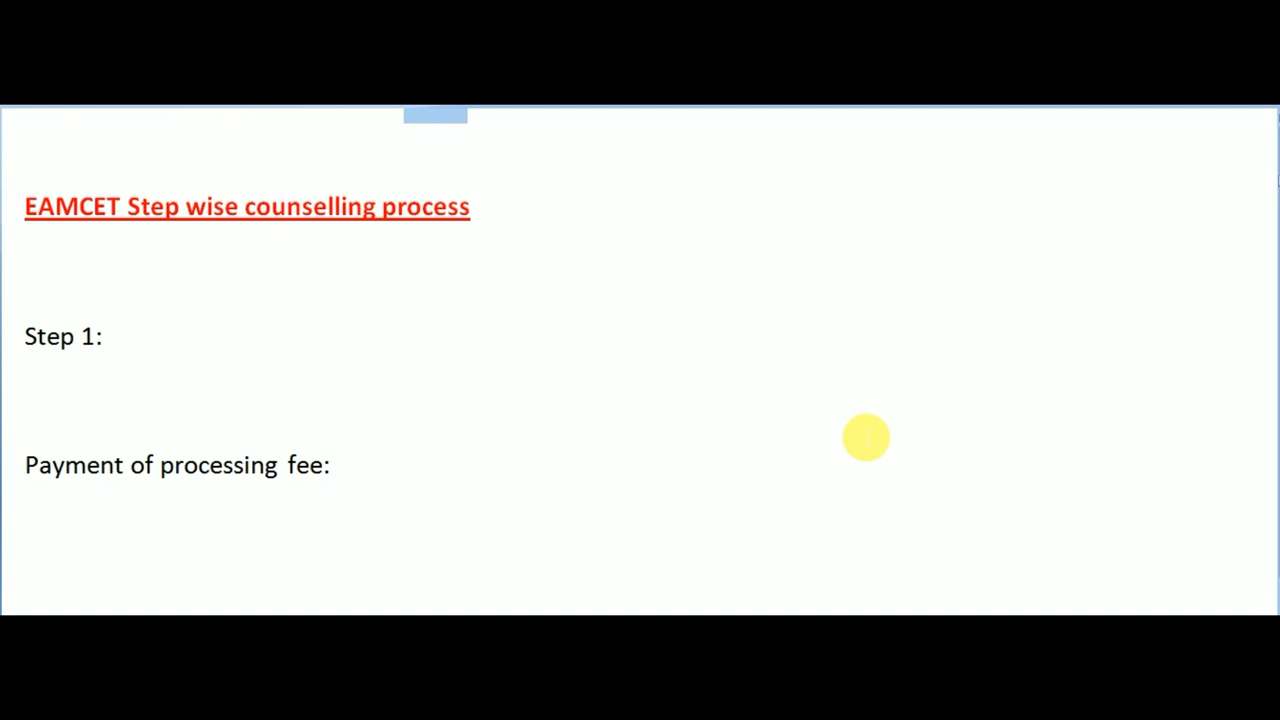 EAMCET Step wise counselling process
Step 1:
Payment of processing fee: